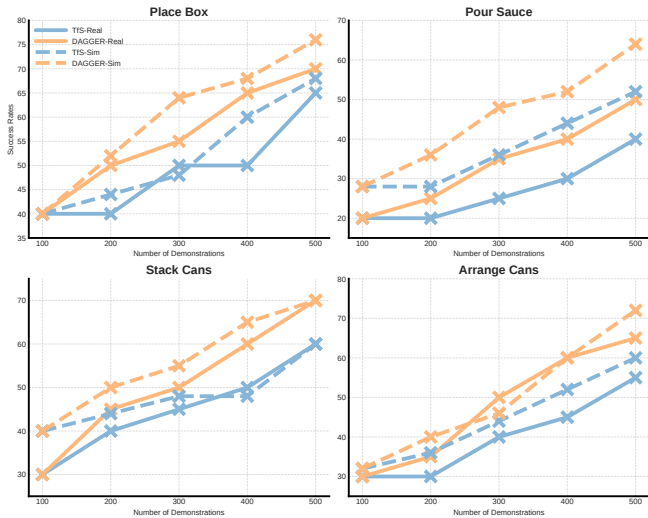 Place Box
80
75
70
65
60
55
50
45
40
35
Success Rates
TfS-Real
DAGGER-Real
TfS-Sim
DAGGER-Sim
100 200 300 400 500
Number of Demonstrations
Pour Sauce
70
60
50
40
30
20
100 200 300 400 500
Number of Demonstrations
Stack Cans
70
60
50
40
30
100 200 300 400 500
Number of Demonstrations
Arrange Cans
80
70
60
50
40
30
100 200 300 400 500
Number of Demonstrations